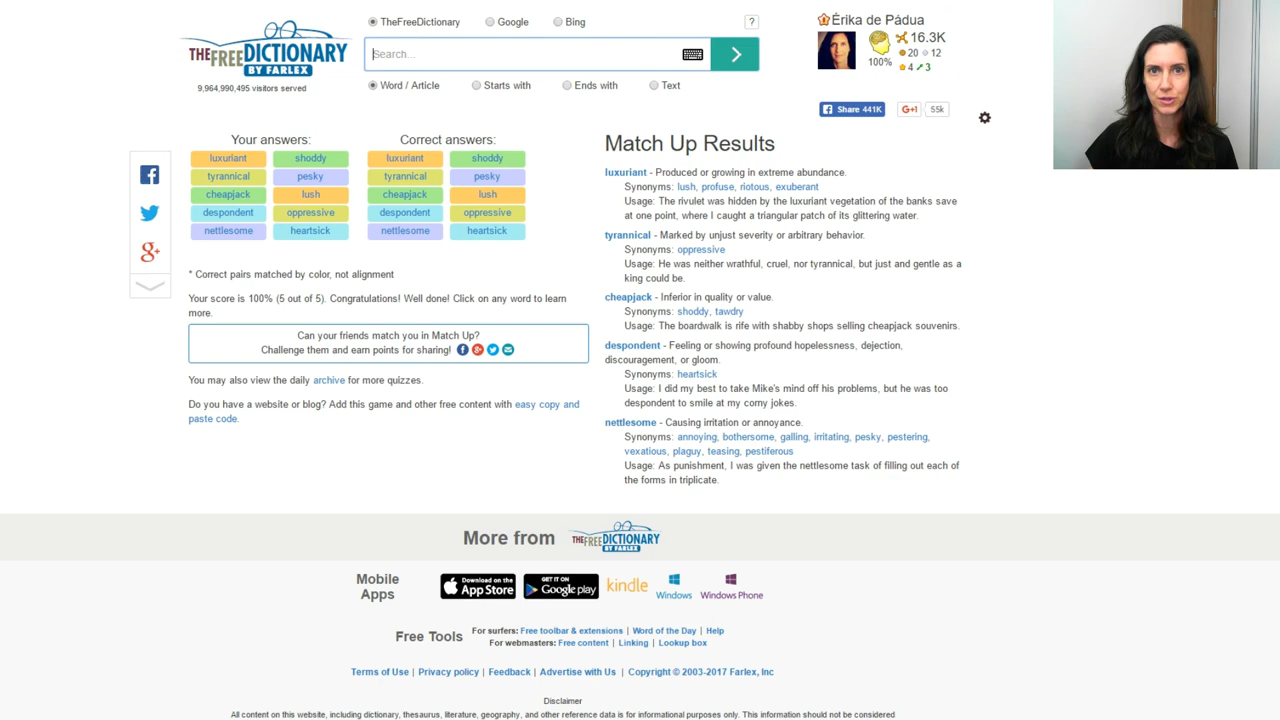 TheFreeDictionary Google Bing ?
THE FREE DICTIONARY
BY FARLEX
9,964,990,495 visitors served
Search...
Word / Article Starts with Ends with Text
Érika de Pádua
16.3K
20 12
100%
4 3
Share 441K G+1 55k
Your answers: Correct answers:
luxuriant shoddy luxuriant shoddy
tyrannical pesky tyrannical pesky
cheapjack lush cheapjack lush
despondent oppressive despondent oppressive
nettlesome heartsick nettlesome heartsick
* Correct pairs matched by color, not alignment
Your score is 100% (5 out of 5). Congratulations! Well done! Click on any word to learn
more.
Can your friends match you in Match Up?
Challenge them and earn points for sharing!
You may also view the daily archive for more quizzes.
Do you have a website or blog? Add this game and other free content with easy copy and
paste code.
Match Up Results
luxuriant - Produced or growing in extreme abundance.
Synonyms: lush, profuse, riotous, exuberant
Usage: The rivulet was hidden by the luxuriant vegetation of the banks save
at one point, where I caught a triangular patch of its glittering water.
tyrannical - Marked by unjust severity or arbitrary behavior.
Synonyms: oppressive
Usage: He was neither wrathful, cruel, nor tyrannical, but just and gentle as a
king could be.
cheapjack - Inferior in quality or value.
Synonyms: shoddy, tawdry
Usage: The boardwalk is rife with shabby shops selling cheapjack souvenirs.
despondent - Feeling or showing profound hopelessness, dejection,
discouragement, or gloom.
Synonyms: heartsick
Usage: I did my best to take Mike's mind off his problems, but he was too
despondent to smile at my corny jokes.
nettlesome - Causing irritation or annoyance.
Synonyms: annoying, bothersome, galling, irritating, pesky, pestering,
vexatious, plaguy, teasing, pestiferous
Usage: As punishment, I was given the nettlesome task of filling out each of
the forms in triplicate.
More from THE FREE DICTIONARY
BY FARLEX
Mobile
Apps
Download on the
App Store
GET IT ON
Google play
kindle
Windows
Windows Phone
Free Tools
For surfers: Free toolbar & extensions | Word of the Day | Help
For webmasters: Free content | Linking | Lookup box
Terms of Use | Privacy policy | Feedback | Advertise with Us | Copyright © 2003-2017 Farlex, Inc
Disclaimer
All content on this website, including dictionary, thesaurus, literature, geography, and other reference data is for informational purposes only. This information should not be considered